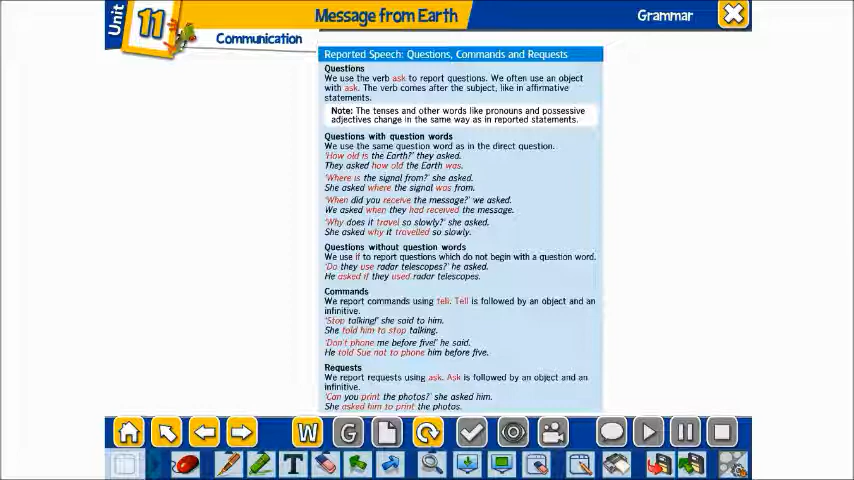 Unit
11
Message from Earth
Grammar
Communication
Reported Speech: Questions, Commands and Requests
Questions
We use the verb ask to report questions. We often use an object
with ask. The verb comes after the subject, like in affirmative
statements.
Note: The tenses and other words like pronouns and possessive
adjectives change in the same way as in reported statements.
Questions with question words
We use the same question word as in the direct question.
'How old is the Earth?' they asked.
They asked how old the Earth was.
'Where is the signal from?' she asked.
She asked where the signal was from.
'When did you receive the message?' we asked.
We asked when they had received the message.
'Why does it travel so slowly?' she asked.
She asked why it travelled so slowly.
Questions without question words
We use if to report questions which do not begin with a question word.
'Do they use radar telescopes?' he asked.
He asked if they used radar telescopes.
Commands
We report commands using tell. Tell is followed by an object and an
infinitive.
'Stop talking!' she said to him.
She told him to stop talking.
'Don't phone me before five!' he said.
He told Sue not to phone him before five.
Requests
We report requests using ask. Ask is followed by an object and an
infinitive.
'Can you print the photos?' she asked him.
She asked him to print the photos.
W
G
T